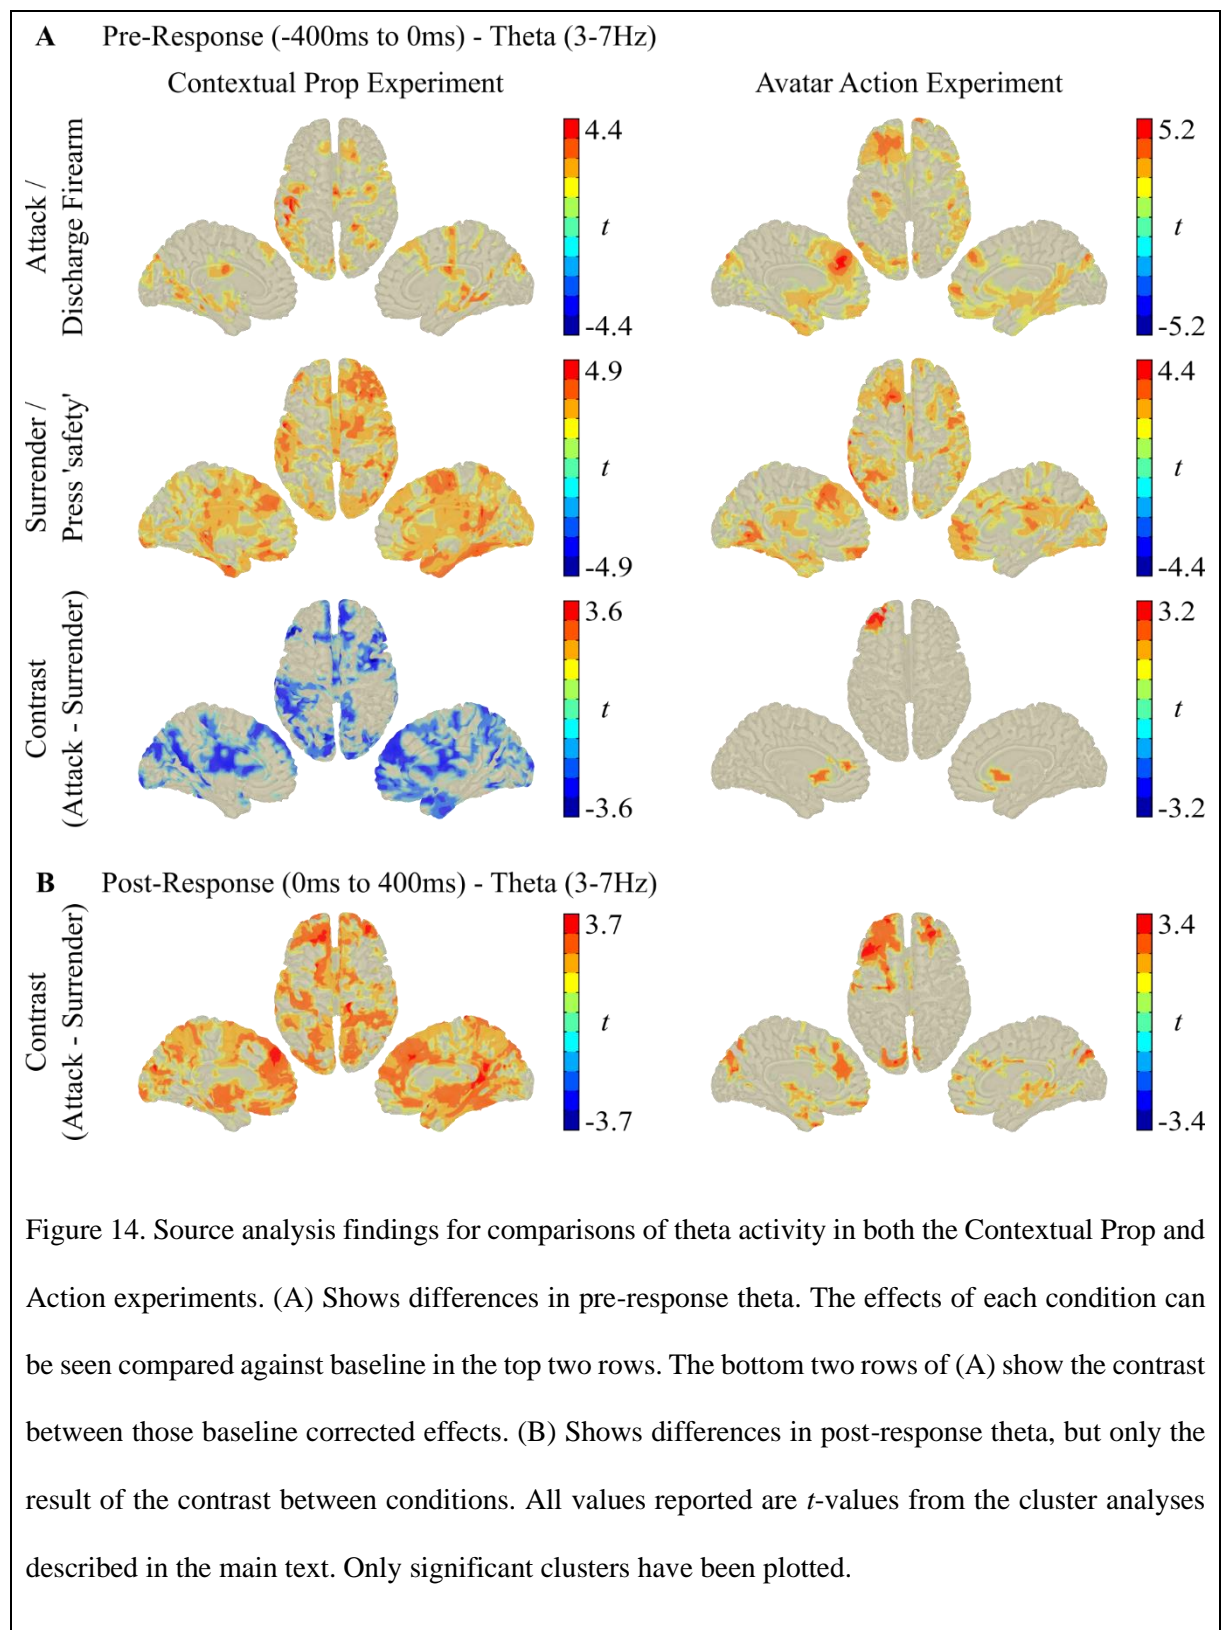 A Pre-Response (-400ms to 0ms) - Theta (3-7Hz)
Contextual Prop Experiment
Avatar Action Experiment
Attack /
Discharge Firearm
4.4
t
-4.4
5.2
t
-5.2
Surrender /
Press 'safety'
4.9
t
-4.9
4.4
t
-4.4
Contrast
(Attack - Surrender)
3.6
t
-3.6
3.2
t
-3.2
B Post-Response (0ms to 400ms) - Theta (3-7Hz)
Contrast
(Attack - Surrender)
3.7
t
-3.7
3.4
t
-3.4
Figure 14. Source analysis findings for comparisons of theta activity in both the Contextual Prop and
Action experiments. (A) Shows differences in pre-response theta. The effects of each condition can
be seen compared against baseline in the top two rows. The bottom two rows of (A) show the contrast
between those baseline corrected effects. (B) Shows differences in post-response theta, but only the
result of the contrast between conditions. All values reported are t-values from the cluster analyses
described in the main text. Only significant clusters have been plotted.